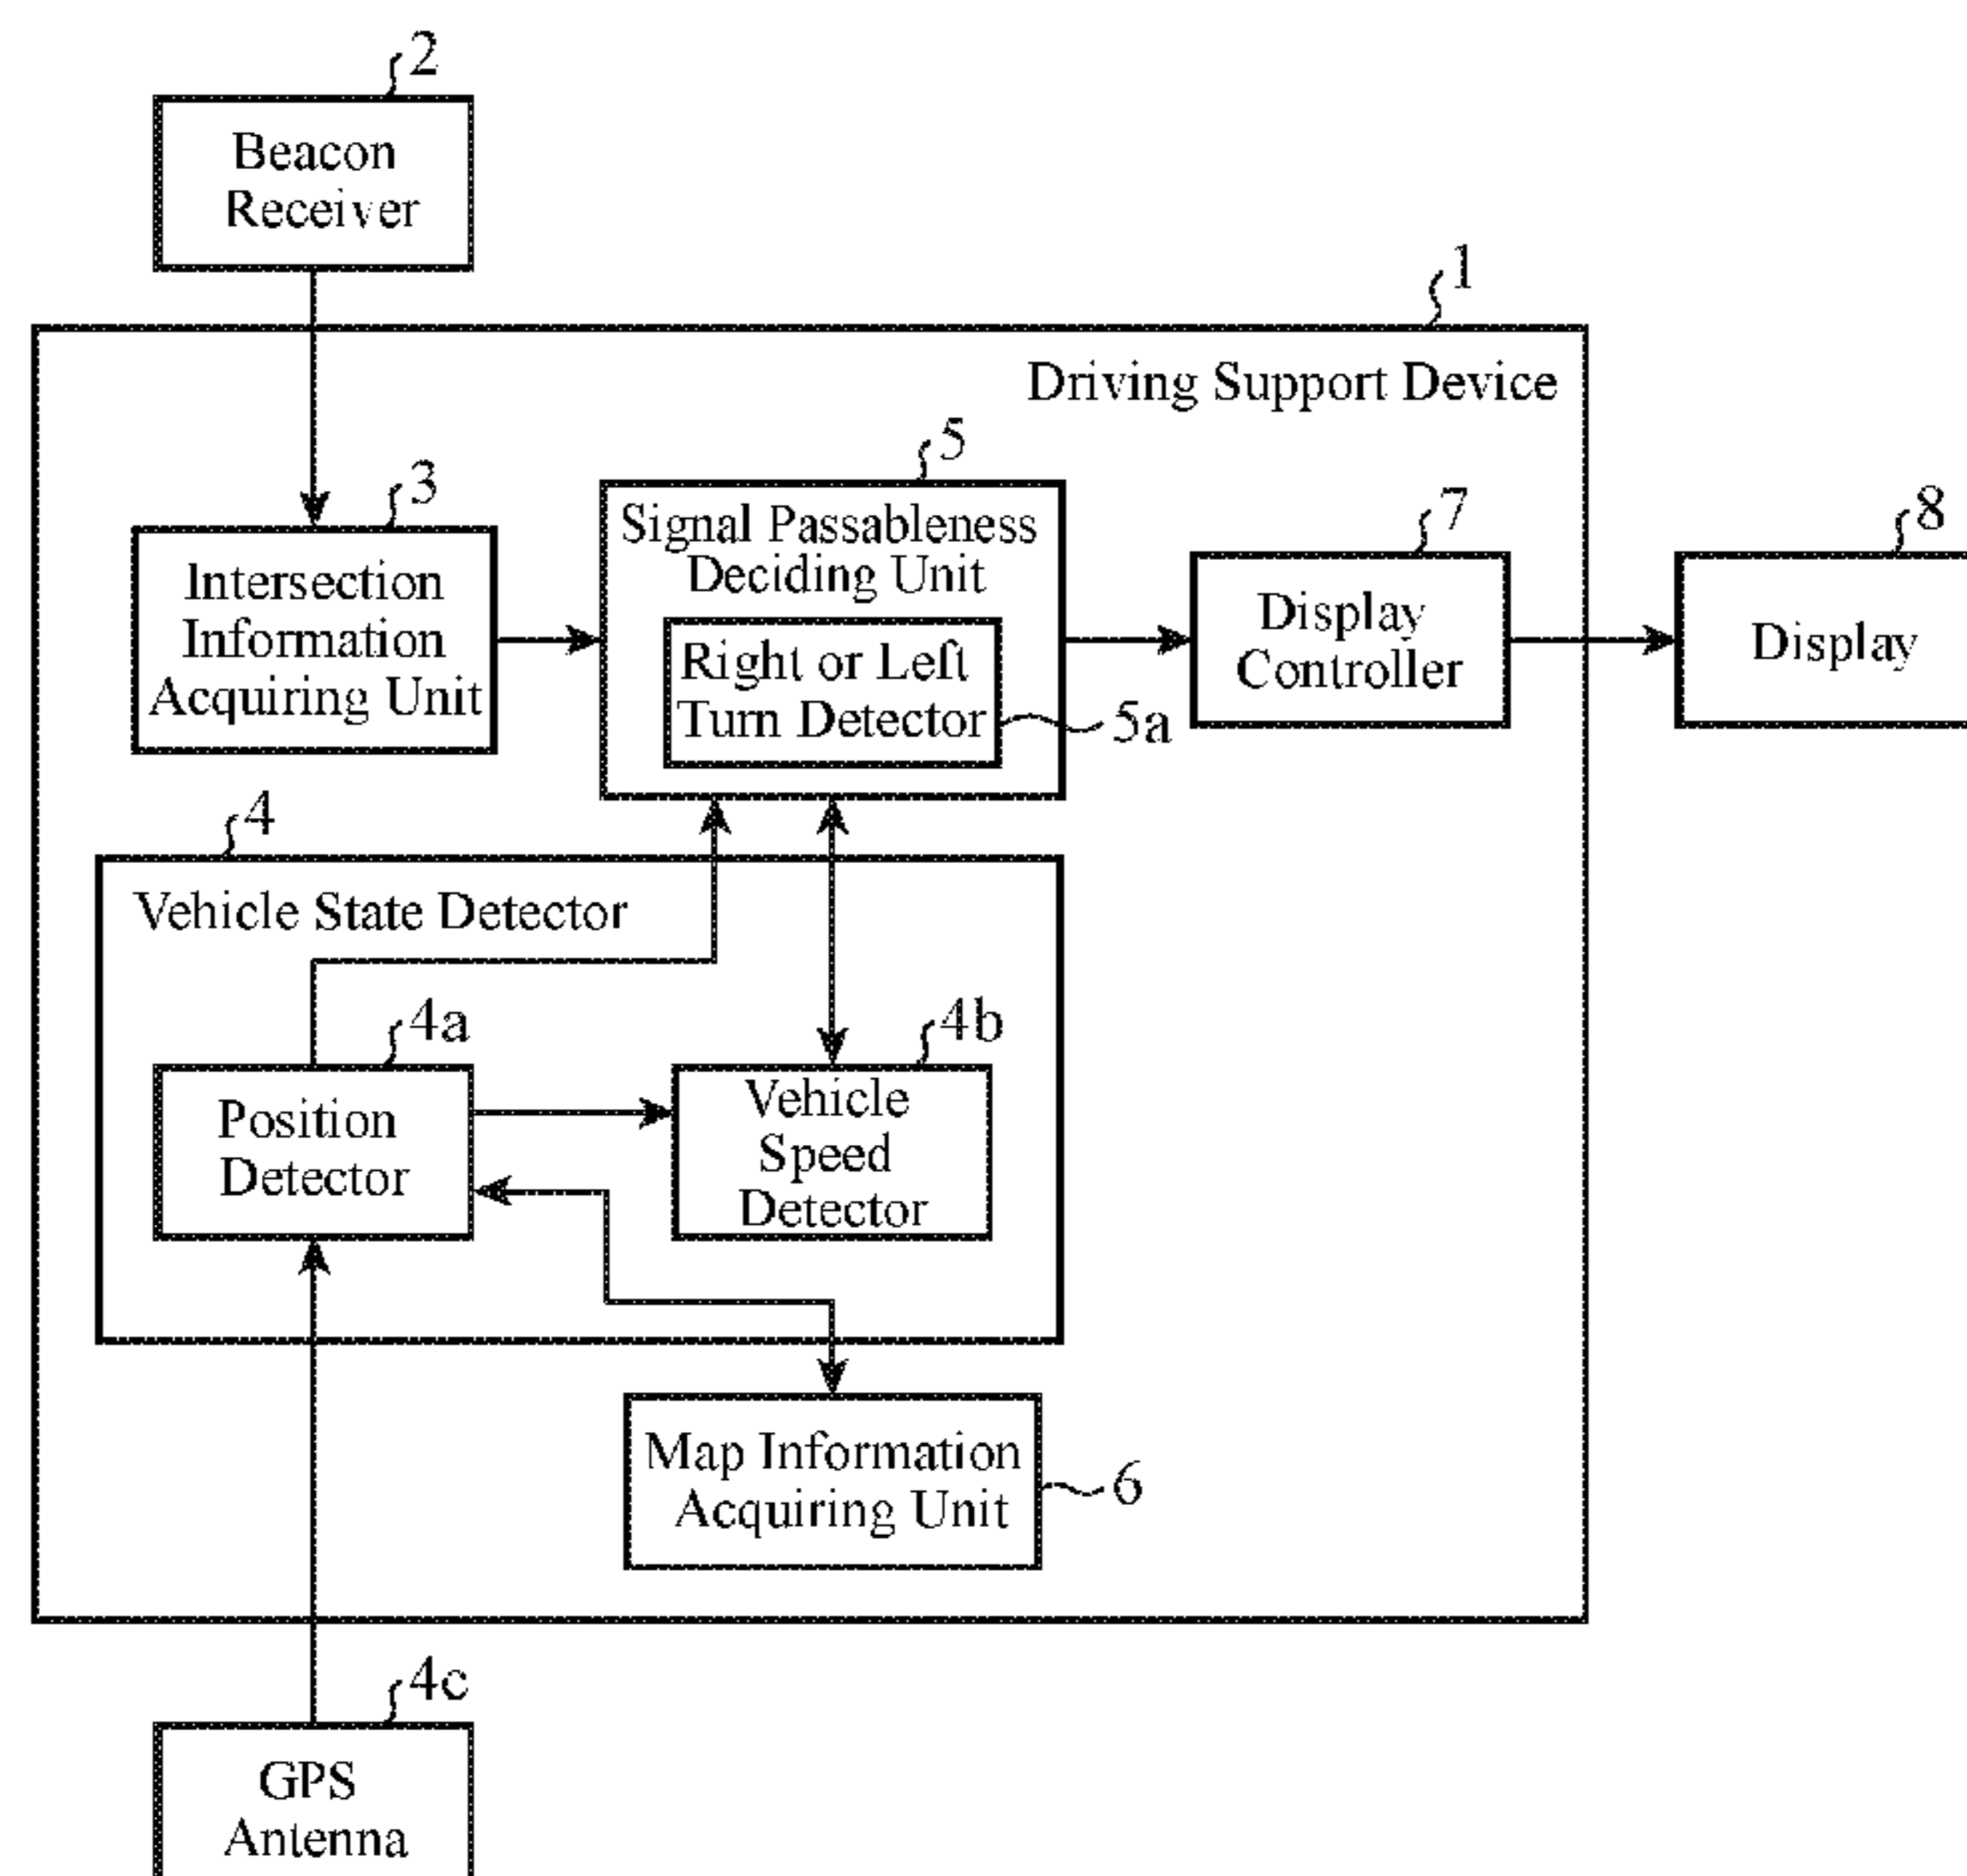 2
Beacon
Receiver
1
Driving Support Device
3
Intersection
Information
Acquiring Unit
5
Signal Passableness
Deciding Unit
Right or Left
Turn Detector
5a
7
Display
Controller
8
Display
4
Vehicle State Detector
4a
Position
Detector
4b
Vehicle
Speed
Detector
Map Information
Acquiring Unit
6
4c
GPS
Antenna